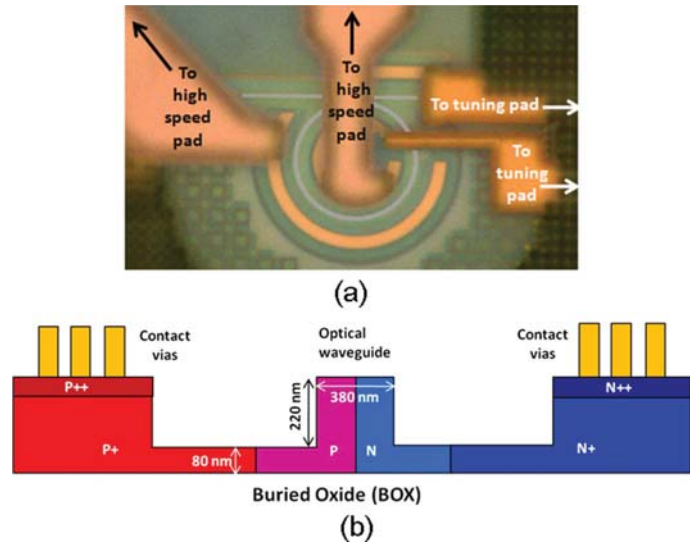 To
high
speed
pad
To
high
speed
pad
To tuning pad
To
tuning
pad
(a)
Contact
vias
Optical
waveguide
Contact
vias
P++
N++
220 nm
380 nm
P+
80 nm
P
N
N+
Buried Oxide (BOX)
(b)